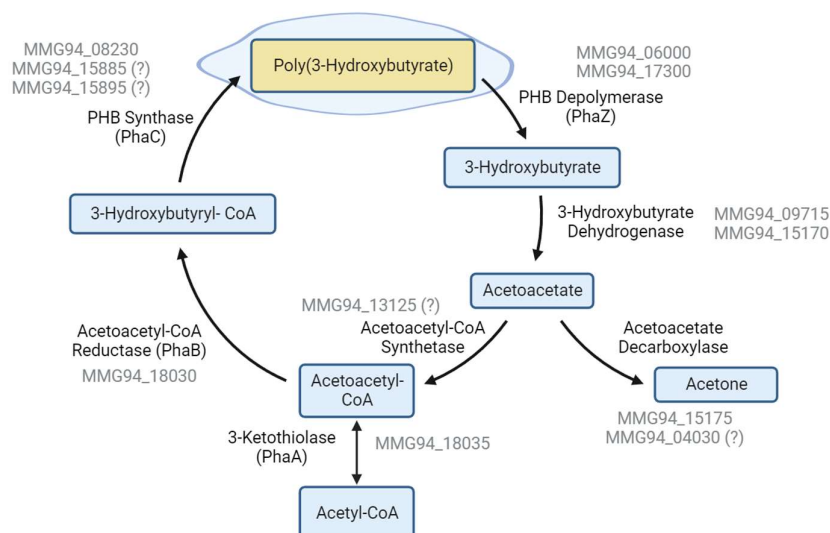 MMG94_08230
MMG94_15885 (?)
MMG94_15895 (?)
PHB Synthase
(PhaC)
Poly(3-Hydroxybutyrate)
MMG94_06000
MMG94_17300
PHB Depolymerase
(PhaZ)
3-Hydroxybutyrate
3-Hydroxybutyryl- CoA
3-Hydroxybutyrate
Dehydrogenase
MMG94_09715
MMG94_15170
Acetoacetate
MMG94_13125 (?)
Acetoacetyl-CoA
Synthetase
Acetoacetate
Decarboxylase
Acetoacetyl-CoA
Reductase (PhaB)
MMG94_18030
Acetoacetyl-
CoA
Acetone
MMG94_15175
MMG94_04030 (?)
3-Ketothiolase
(PhaA)
MMG94_18035
Acetyl-CoA